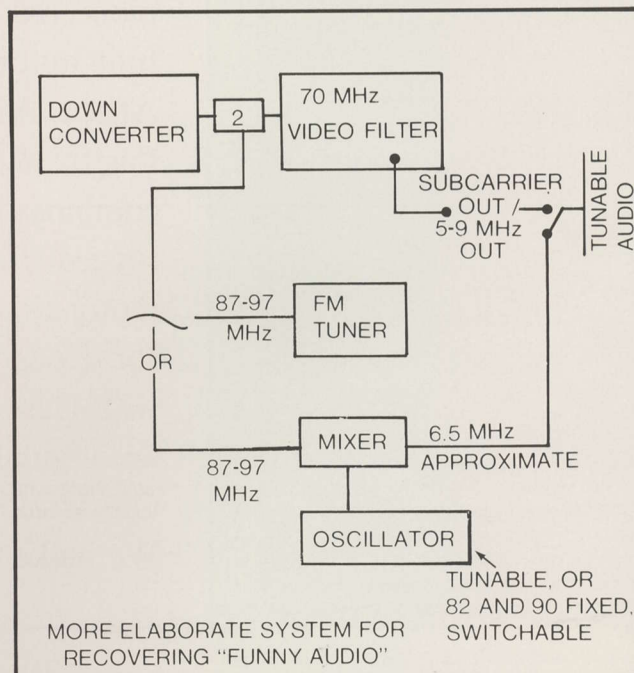 DOWN
CONVERTER
2
70 MHz
VIDEO FILTER
SUBCARRIER
OUT /
5-9 MHz
OUT
TUNABLE
AUDIO
87-97
MHz
FM
TUNER
OR
87-97
MHz
MIXER
6.5 MHz
APPROXIMATE
OSCILLATOR
TUNABLE, OR
82 AND 90 FIXED,
SWITCHABLE
MORE ELABORATE SYSTEM FOR
RECOVERING "FUNNY AUDIO"